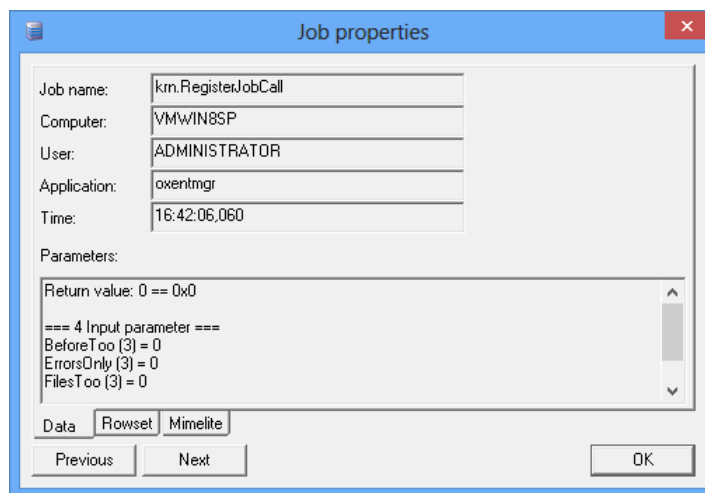 Job properties
Job name: krn.RegisterJobCall
Computer: VMWIN8SP
User: ADMINISTRATOR
Application: oxentmgr
Time: 16:42:06,060
Parameters:
Return value: 0 == 0x0
=== 4 Input parameter ===
BeforeToo (3) = 0
ErrorsOnly (3) = 0
FilesToo (3) = 0
Data Rowset Mimelite
Previous Next OK